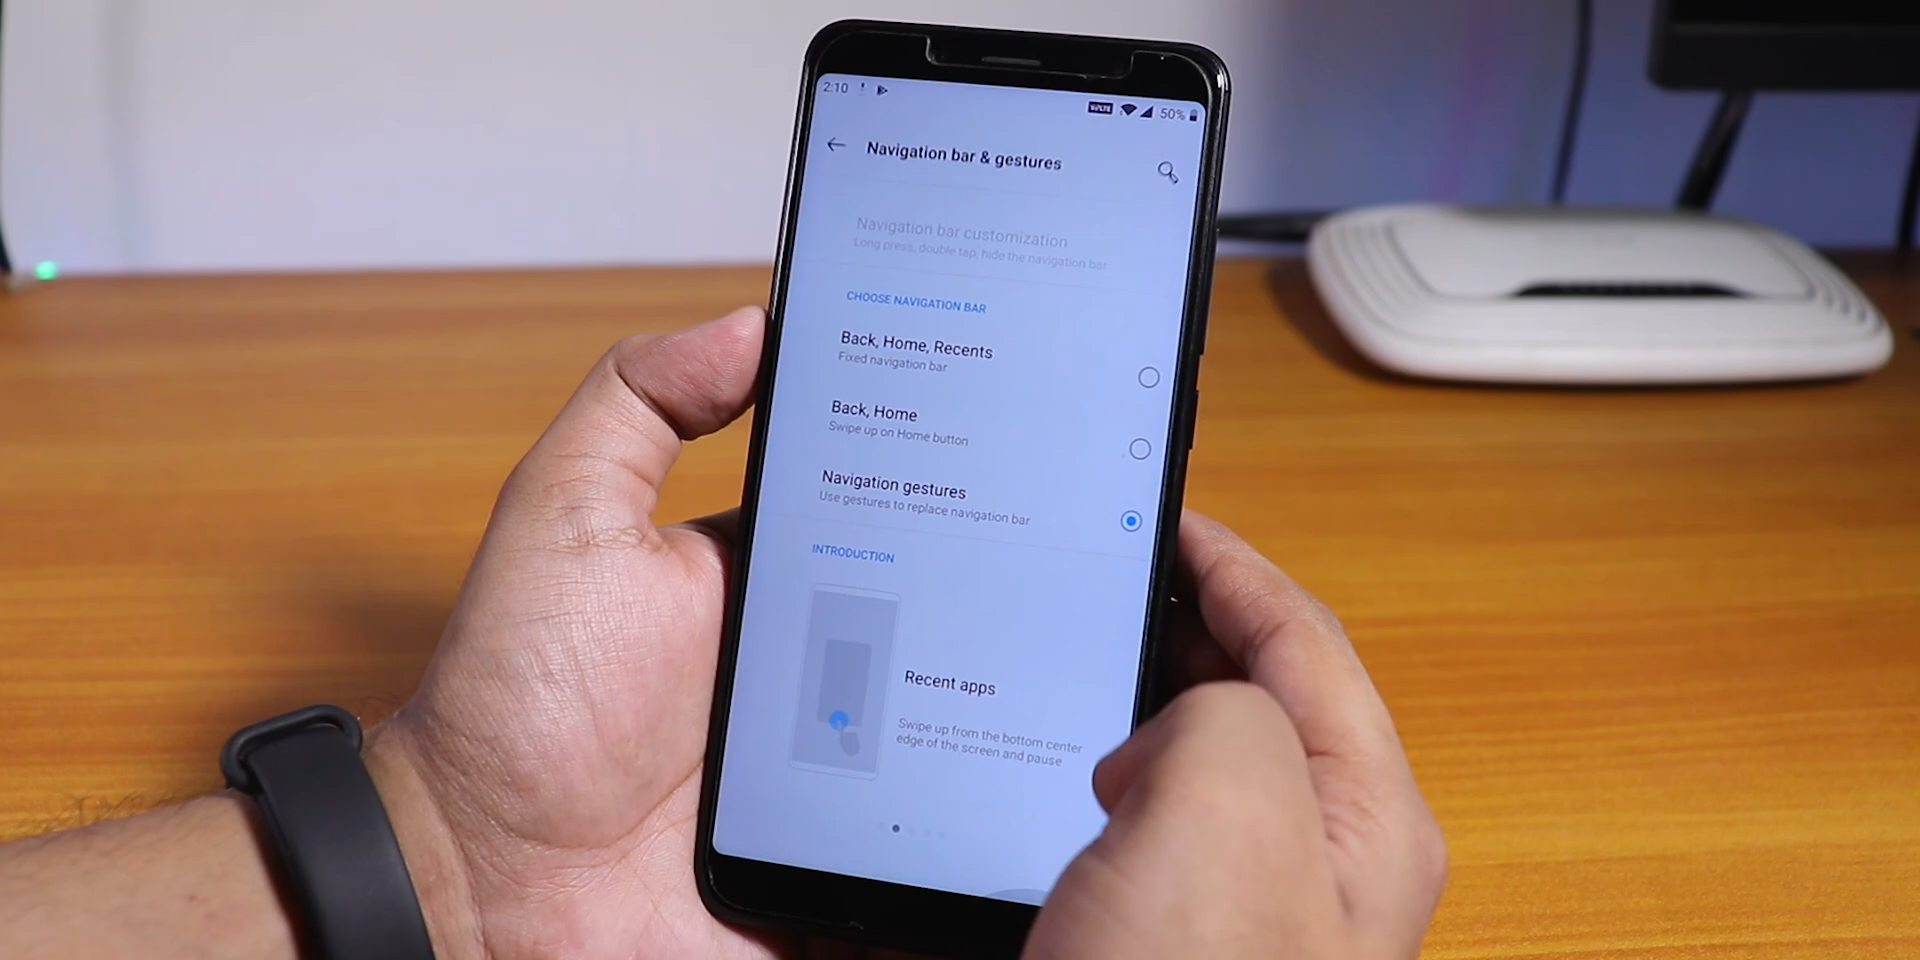 2:10
VoLTE 50%
Navigation bar & gestures
Navigation bar customization
Long press, double tap, hide the navigation bar
CHOOSE NAVIGATION BAR
Back, Home, Recents
Fixed navigation bar
Back, Home
Swipe up on Home button
Navigation gestures
Use gestures to replace navigation bar
INTRODUCTION
Recent apps
Swipe up from the bottom center
edge of the screen and pause